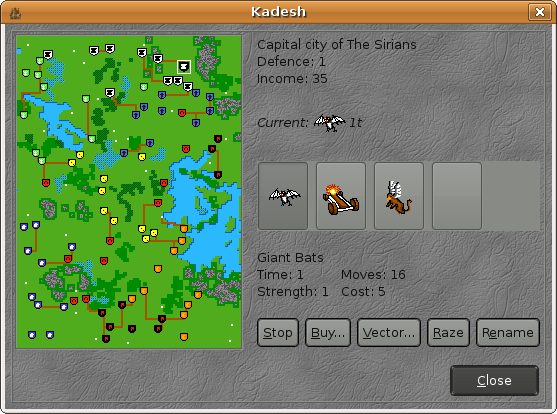 Kadesh
Capital city of The Sirians
Defence: 1
Income: 35
Current: 1t
Giant Bats
Time: 1 Moves: 16
Strength: 1 Cost: 5
Stop Buy... Vector... Raze Rename
Close